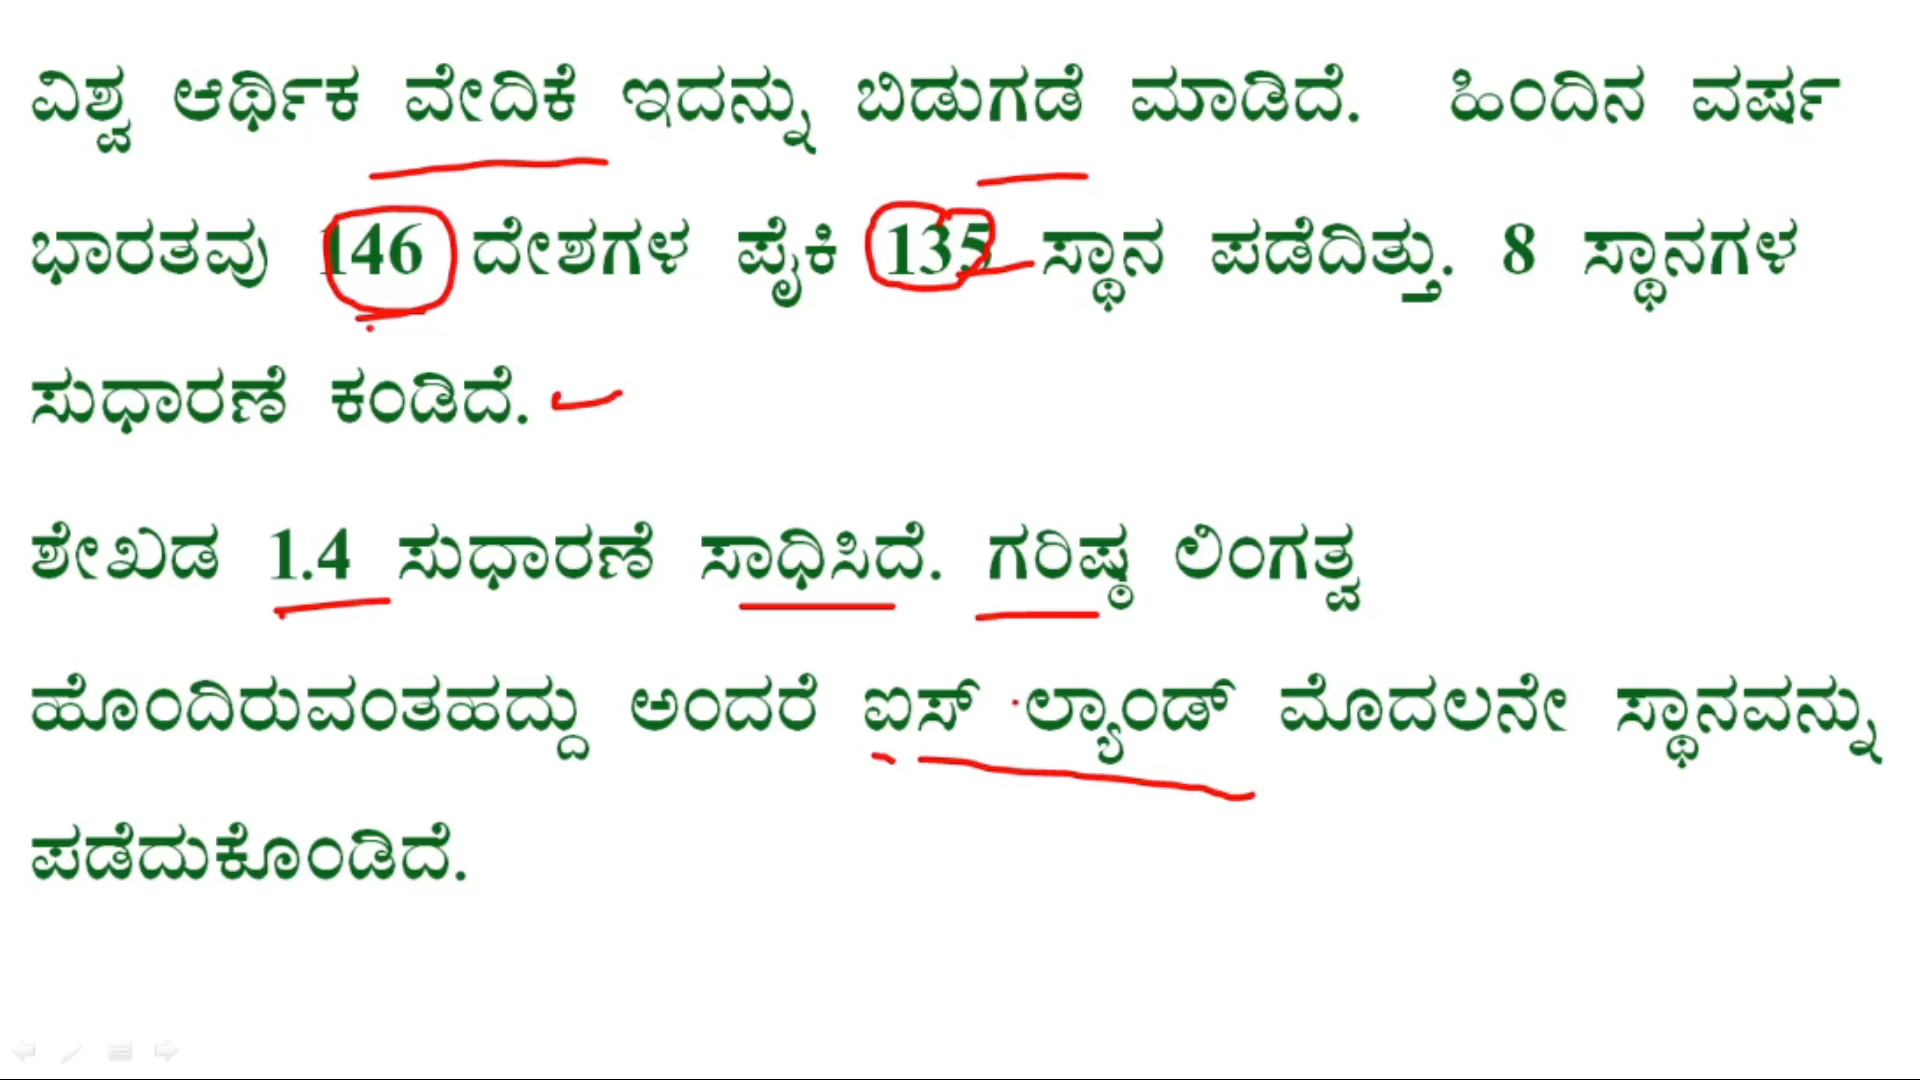 ವಿಶ್ವ ಆರ್ಥಿಕ ವೇದಿಕೆ ಇದನ್ನು ಬಿಡುಗಡೆ ಮಾಡಿದೆ. ಹಿಂದಿನ ವರ್ಷ
ಭಾರತವು 146 ದೇಶಗಳ ಪೈಕಿ 135 ಸ್ಥಾನ ಪಡೆದಿತ್ತು. 8 ಸ್ಥಾನಗಳ
ಸುಧಾರಣೆ ಕಂಡಿದೆ.
ಶೇಖಡ 1.4 ಸುಧಾರಣೆ ಸಾಧಿಸಿದೆ. ಗರಿಷ್ಠ ಲಿಂಗತ್ವ
ಹೊಂದಿರುವಂತಹದ್ದು ಅಂದರೆ ಐಸ್ ಲ್ಯಾಂಡ್ ಮೊದಲನೇ ಸ್ಥಾನವನ್ನು
ಪಡೆದುಕೊಂಡಿದೆ.